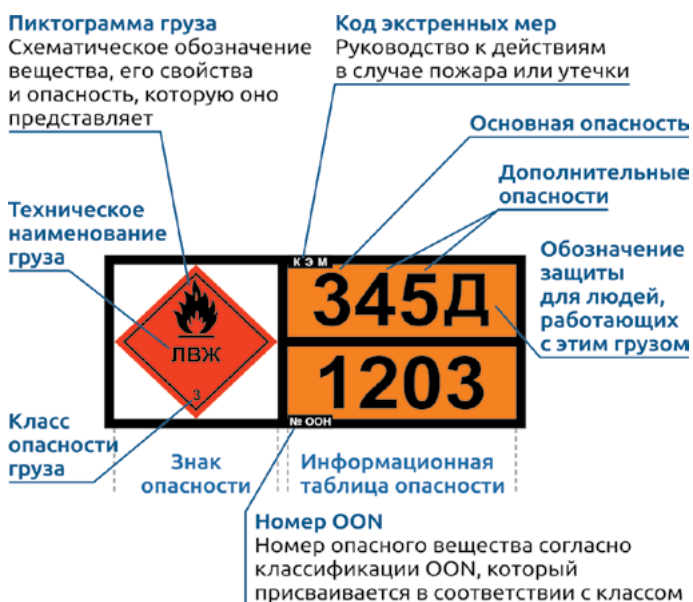 Пиктограмма груза
Схематическое обозначение
вещества, его свойства
и опасность, которую оно
представляет
Код экстренных мер
Руководство к действиям
в случае пожара или утечки
Основная опасность
Дополнительные
опасности
Техническое
наименование
груза
Обозначение
защиты
для людей,
работающих
с этим грузом
КЭМ
345Д
ЛВЖ
3
1203
№ ООН
Класс
опасности
груза
Знак
опасности
Информационная
таблица опасности
Номер OON
Номер опасного вещества согласно
классификации OON, который
присваивается в соответствии с классом